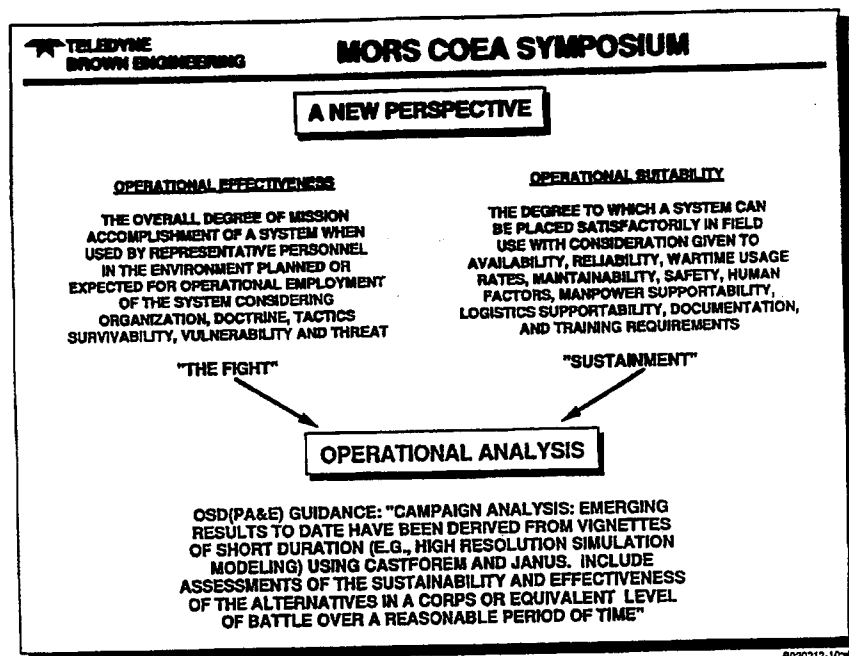 TELEDYNE
BROWN ENGINEERING
MORS COEA SYMPOSIUM
A NEW PERSPECTIVE
OPERATIONAL EFFECTIVENESS
THE OVERALL DEGREE OF MISSION
ACCOMPLISHMENT OF A SYSTEM WHEN
USED BY REPRESENTATIVE PERSONNEL
IN THE ENVIRONMENT PLANNED OR
EXPECTED FOR OPERATIONAL EMPLOYMENT
OF THE SYSTEM CONSIDERING
ORGANIZATION, DOCTRINE, TACTICS
SURVIVABILITY, VULNERABILITY AND THREAT
"THE FIGHT"
OPERATIONAL SUITABILITY
THE DEGREE TO WHICH A SYSTEM CAN
BE PLACED SATISFACTORILY IN FIELD
USE WITH CONSIDERATION GIVEN TO
AVAILABILITY, RELIABILITY, WARTIME USAGE
RATES, MAINTAINABILITY, SAFETY, HUMAN
FACTORS, MANPOWER SUPPORTABILITY,
LOGISTICS SUPPORTABILITY, DOCUMENTATION,
AND TRAINING REQUIREMENTS
"SUSTAINMENT"
OPERATIONAL ANALYSIS
OSD(PA&E) GUIDANCE: "CAMPAIGN ANALYSIS: EMERGING
RESULTS TO DATE HAVE BEEN DERIVED FROM VIGNETTES
OF SHORT DURATION (E.G., HIGH RESOLUTION SIMULATION
MODELING) USING CASTFOREM AND JANUS. INCLUDE
ASSESSMENTS OF THE SUSTAINABILITY AND EFFECTIVENESS
OF THE ALTERNATIVES IN A CORPS OR EQUIVALENT LEVEL
OF BATTLE OVER A REASONABLE PERIOD OF TIME"